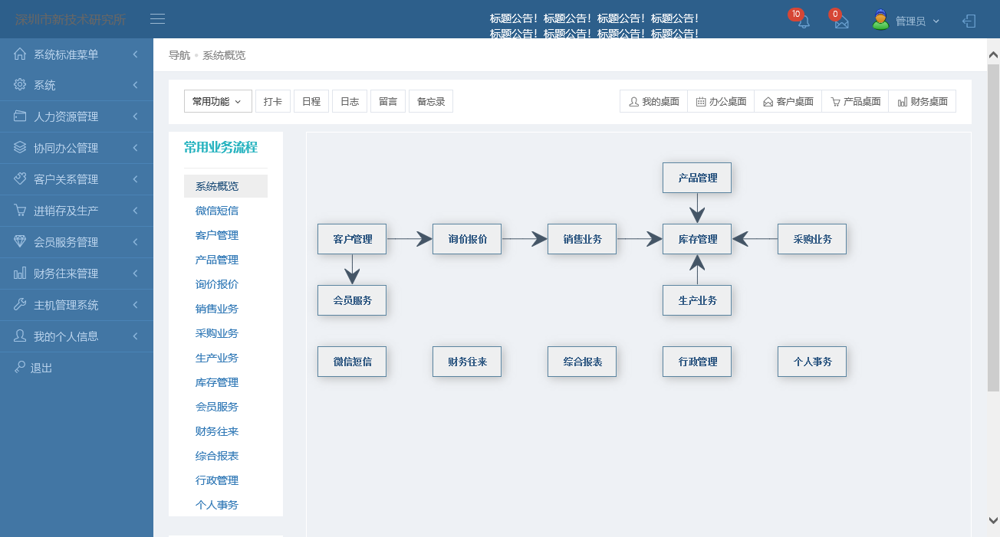 深圳市新技术研究所
标题公告！标题公告！标题公告！标题公告！
标题公告！标题公告！标题公告！标题公告！
10
0
管理员
系统标准菜单
系统
人力资源管理
协同办公管理
客户关系管理
进销存及生产
会员服务管理
财务往来管理
主机管理系统
我的个人信息
退出
导航 系统概览
常用功能 打卡 日程 日志 留言 备忘录
我的桌面 办公桌面 客户桌面 产品桌面 财务桌面
常用业务流程
系统概览
微信短信
客户管理
产品管理
询价报价
销售业务
采购业务
生产业务
库存管理
会员服务
财务往来
综合报表
行政管理
个人事务
产品管理
客户管理 询价报价 销售业务 库存管理 采购业务
会员服务 生产业务
微信短信 财务往来 综合报表 行政管理 个人事务